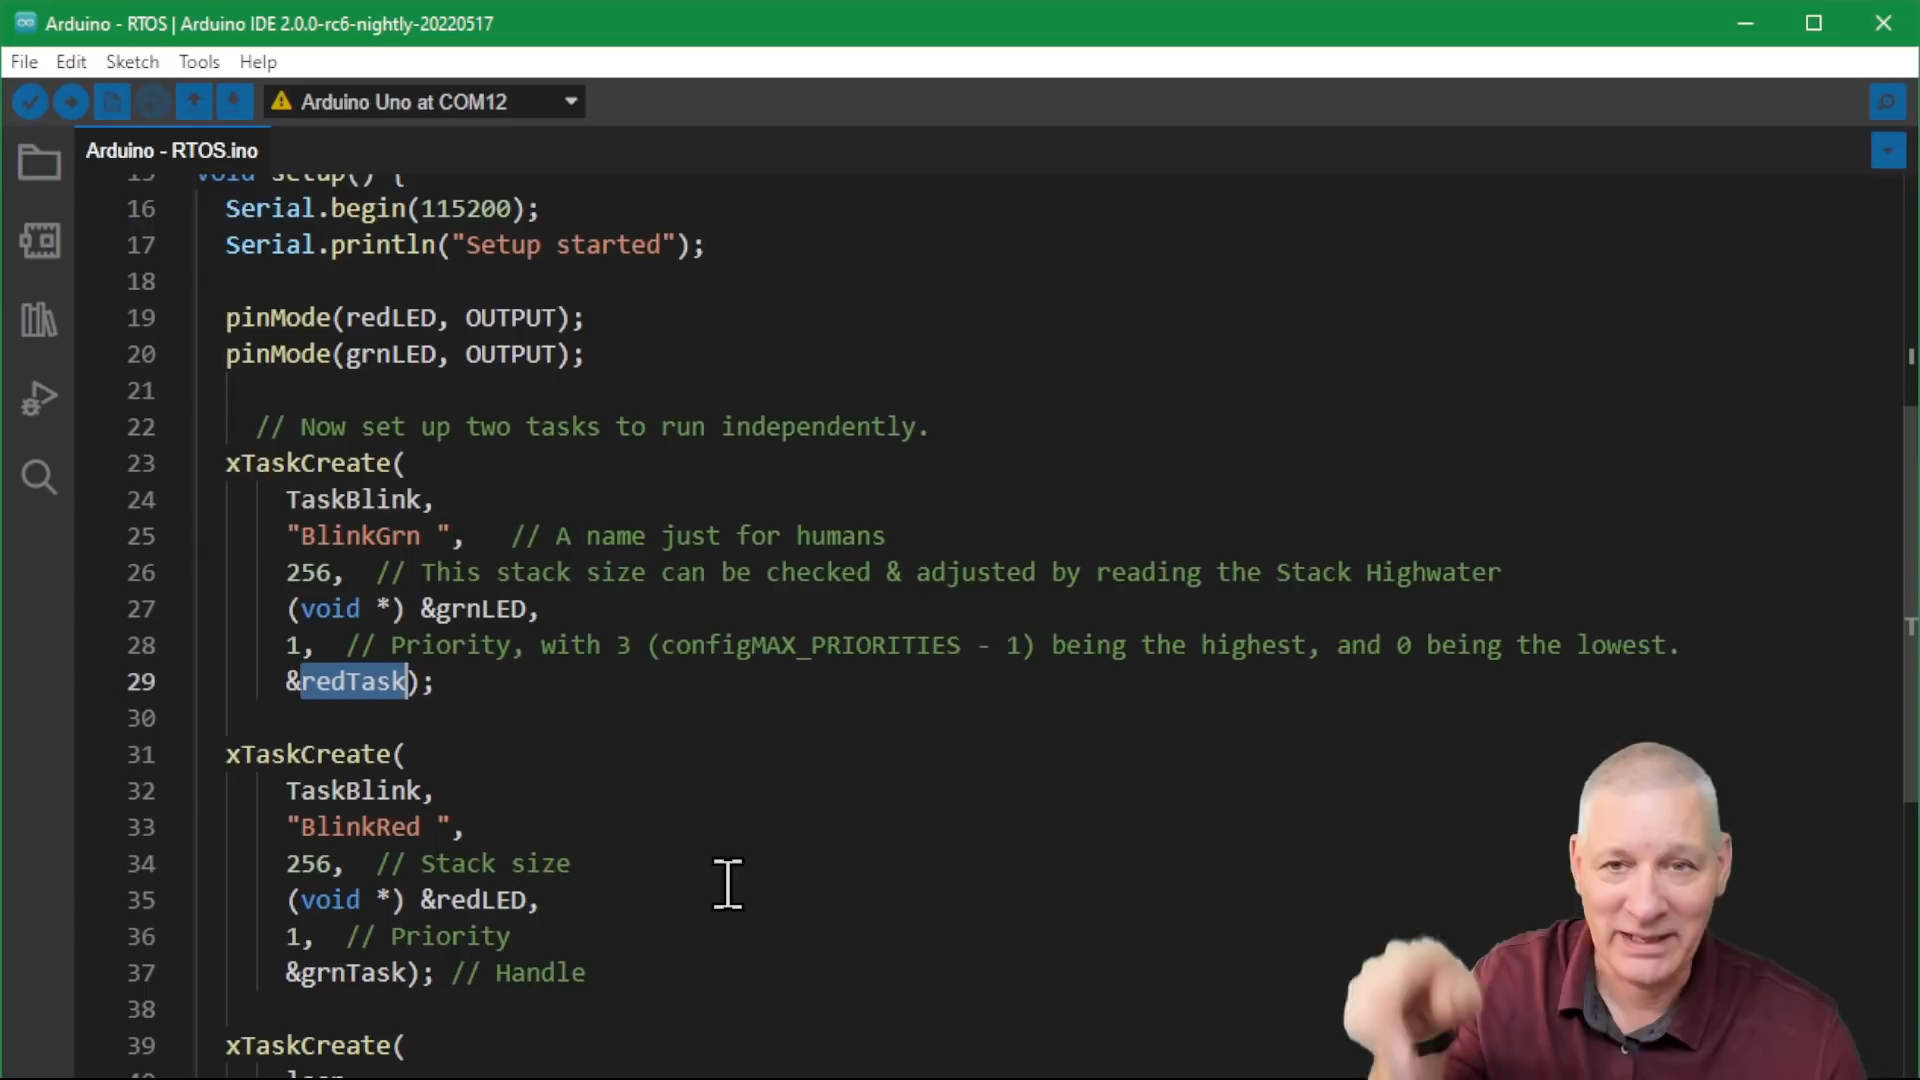 Arduino - RTOS | Arduino IDE 2.0.0-rc6-nightly-20220517
File Edit Sketch Tools Help
Arduino Uno at COM12
Arduino - RTOS.ino
15 void setup() {
16 Serial.begin(115200);
17 Serial.println("Setup started");
18
19 pinMode(redLED, OUTPUT);
20 pinMode(grnLED, OUTPUT);
21
22 // Now set up two tasks to run independently.
23 xTaskCreate(
24 TaskBlink,
25 "BlinkGrn ", // A name just for humans
26 256, // This stack size can be checked & adjusted by reading the Stack Highwater
27 (void *) &grnLED,
28 1, // Priority, with 3 (configMAX_PRIORITIES - 1) being the highest, and 0 being the lowest.
29 &redTask);
30
31 xTaskCreate(
32 TaskBlink,
33 "BlinkRed ",
34 256, // Stack size
35 (void *) &redLED,
36 1, // Priority
37 &grnTask); // Handle
38
39 xTaskCreate(